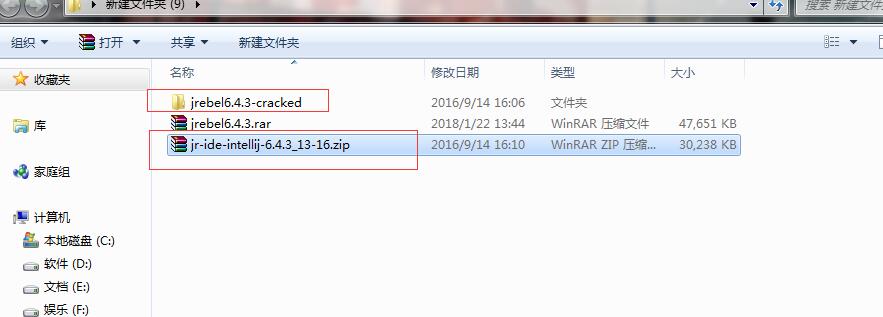 新建文件夹 (9)
搜索 新建文件
组织 打开 共享 新建文件夹
收藏夹
库
家庭组
计算机
本地磁盘 (C:)
软件 (D:)
文档 (E:)
娱乐 (F:)
名称 修改日期 类型 大小
jrebel6.4.3-cracked 2016/9/14 16:06 文件夹
jrebel6.4.3.rar 2018/1/22 13:44 WinRAR 压缩文件 47,651 KB
jr-ide-intellij-6.4.3_13-16.zip 2016/9/14 16:10 WinRAR ZIP 压缩... 30,238 KB